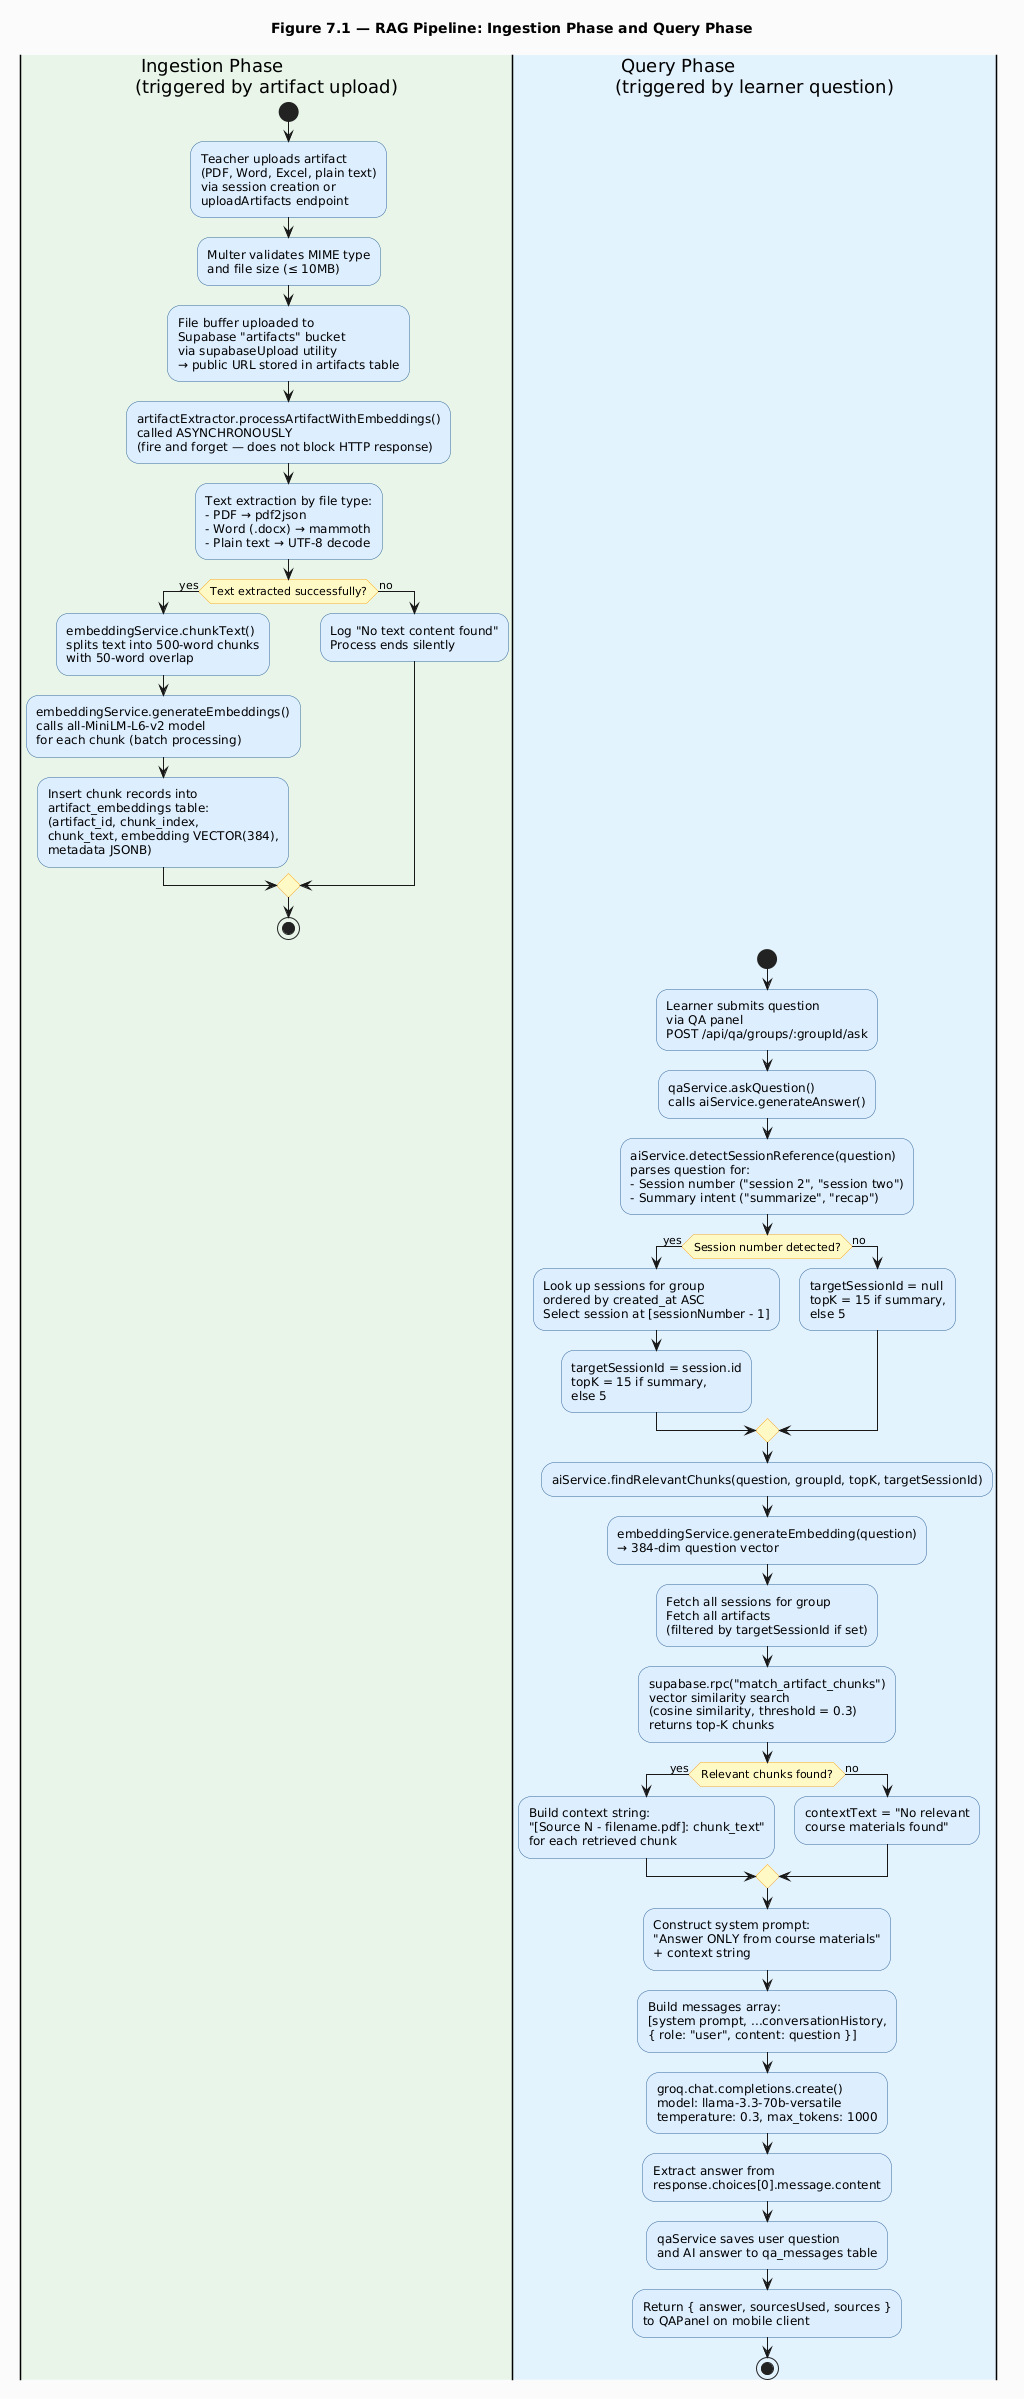 Figure 7.1 — RAG Pipeline: Ingestion Phase and Query Phase
Ingestion Phase
(triggered by artifact upload)
Teacher uploads artifact
(PDF, Word, Excel, plain text)
via session creation or
uploadArtifacts endpoint
Multer validates MIME type
and file size (≤ 10MB)
File buffer uploaded to
Supabase "artifacts" bucket
via supabaseUpload utility
→ public URL stored in artifacts table
artifactExtractor.processArtifactWithEmbeddings()
called ASYNCHRONOUSLY
(fire and forget — does not block HTTP response)
Text extraction by file type:
- PDF → pdf2json
- Word (.docx) → mammoth
- Plain text → UTF-8 decode
yes
Text extracted successfully?
no
embeddingService.chunkText()
splits text into 500-word chunks
with 50-word overlap
embeddingService.generateEmbeddings()
calls all-MiniLM-L6-v2 model
for each chunk (batch processing)
Insert chunk records into
artifact_embeddings table:
(artifact_id, chunk_index,
chunk_text, embedding VECTOR(384),
metadata JSONB)
Log "No text content found"
Process ends silently
Query Phase
(triggered by learner question)
Learner submits question
via QA panel
POST /api/qa/groups/:groupId/ask
qaService.askQuestion()
calls aiService.generateAnswer()
aiService.detectSessionReference(question)
parses question for:
- Session number ("session 2", "session two")
- Summary intent ("summarize", "recap")
yes
Session number detected?
no
Look up sessions for group
ordered by created_at ASC
Select session at [sessionNumber - 1]
targetSessionId = session.id
topK = 15 if summary,
else 5
targetSessionId = null
topK = 15 if summary,
else 5
aiService.findRelevantChunks(question, groupId, topK, targetSessionId)
embeddingService.generateEmbedding(question)
→ 384-dim question vector
Fetch all sessions for group
Fetch all artifacts
(filtered by targetSessionId if set)
supabase.rpc("match_artifact_chunks")
vector similarity search
(cosine similarity, threshold = 0.3)
returns top-K chunks
yes
Relevant chunks found?
no
Build context string:
"[Source N - filename.pdf]: chunk_text"
for each retrieved chunk
contextText = "No relevant
course materials found"
Construct system prompt:
"Answer ONLY from course materials"
+ context string
Build messages array:
[system prompt, ...conversationHistory,
{ role: "user", content: question }]
groq.chat.completions.create()
model: llama-3.3-70b-versatile
temperature: 0.3, max_tokens: 1000
Extract answer from
response.choices[0].message.content
qaService saves user question
and AI answer to qa_messages table
Return { answer, sourcesUsed, sources }
to QAPanel on mobile client